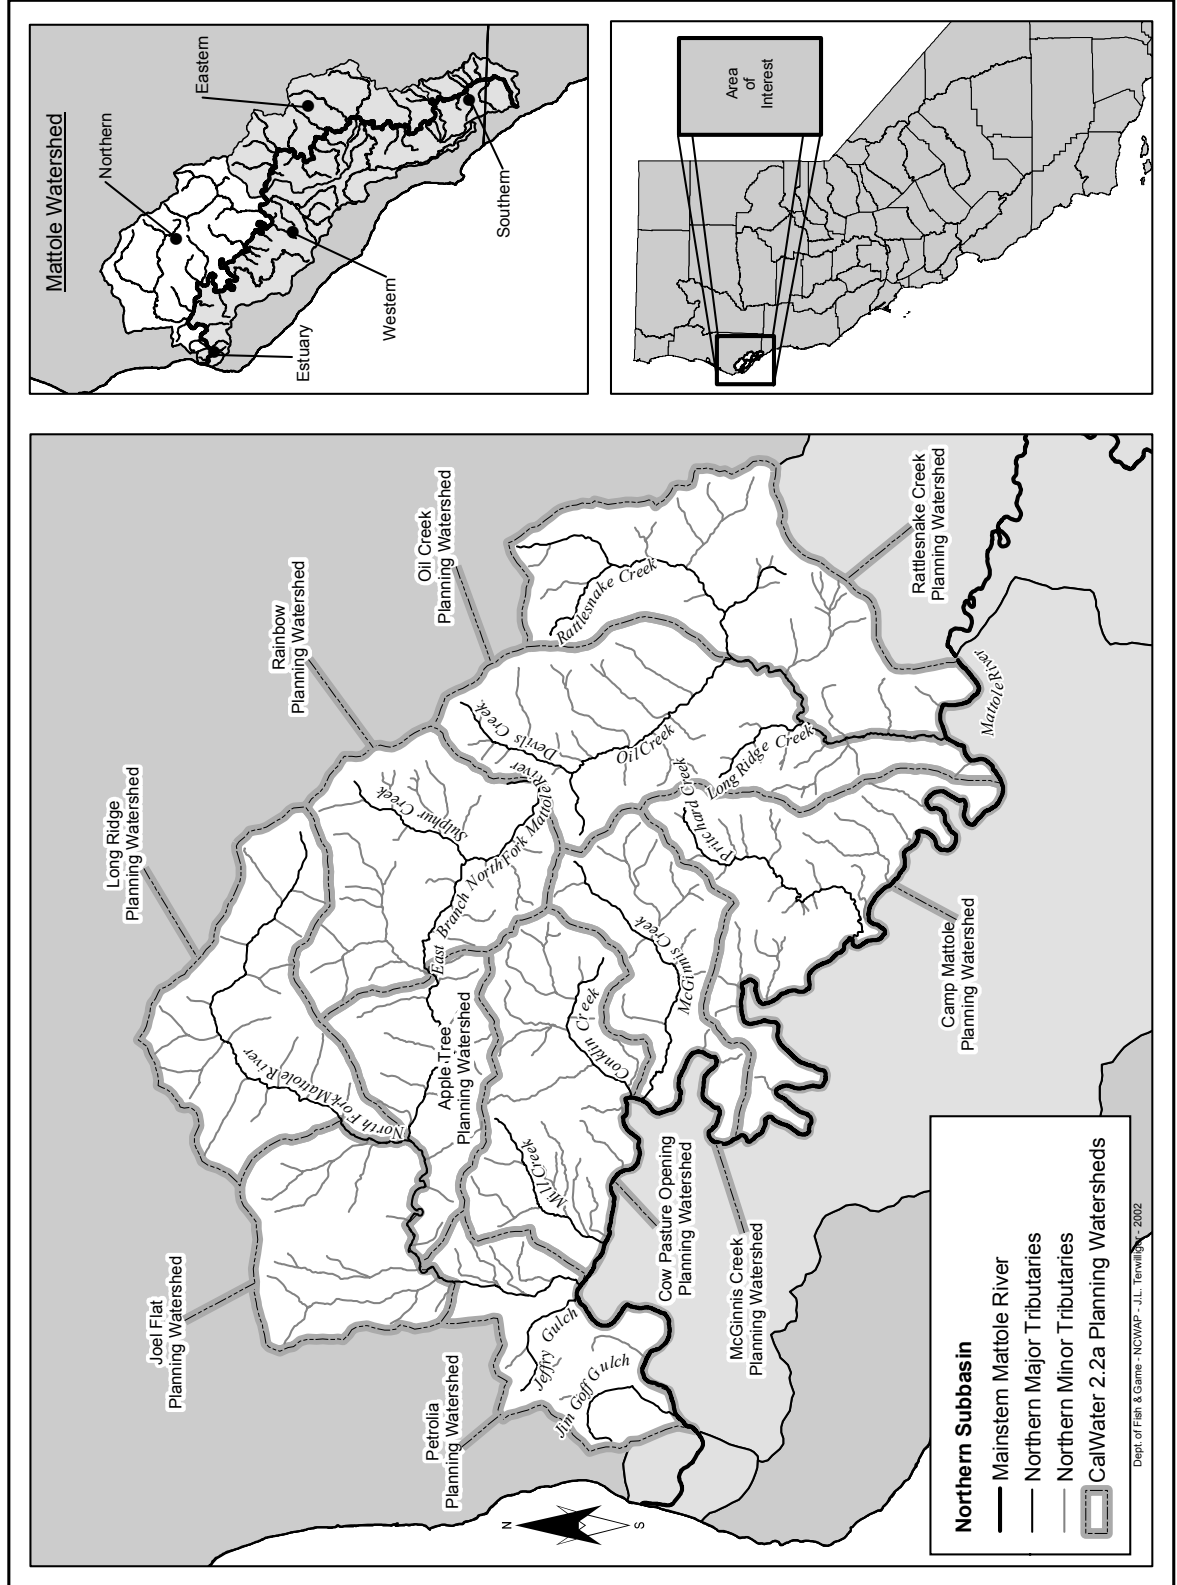 Mattole Watershed
Northern
Eastern
Southern
Western
Estuary
Area
of
Interest
Long Ridge
Planning Watershed
Rainbow
Planning Watershed
Oil Creek
Planning Watershed
Rattlesnake Creek
Planning Watershed
Joel Flat
Planning Watershed
Petrolia
Planning Watershed
Apple Tree
Planning Watershed
Cow Pasture Opening
Planning Watershed
McGinnis Creek
Planning Watershed
Camp Mattole
Planning Watershed
North Fork Mattole River
East Branch North Fork Mattole River
Sulphur Creek
Devils Creek
Rattlesnake Creek
Oil Creek
Long Ridge Creek
Pritchard Creek
McGinnis Creek
Conklin Creek
Mill Creek
Jeffry Gulch
Jim Goff Gulch
Mattole River
N
S
Northern Subbasin
Mainstem Mattole River
Northern Major Tributaries
Northern Minor Tributaries
CalWater 2.2a Planning Watersheds
Dept. of Fish & Game - NCWAP - J.L. Terwilliger - 2002